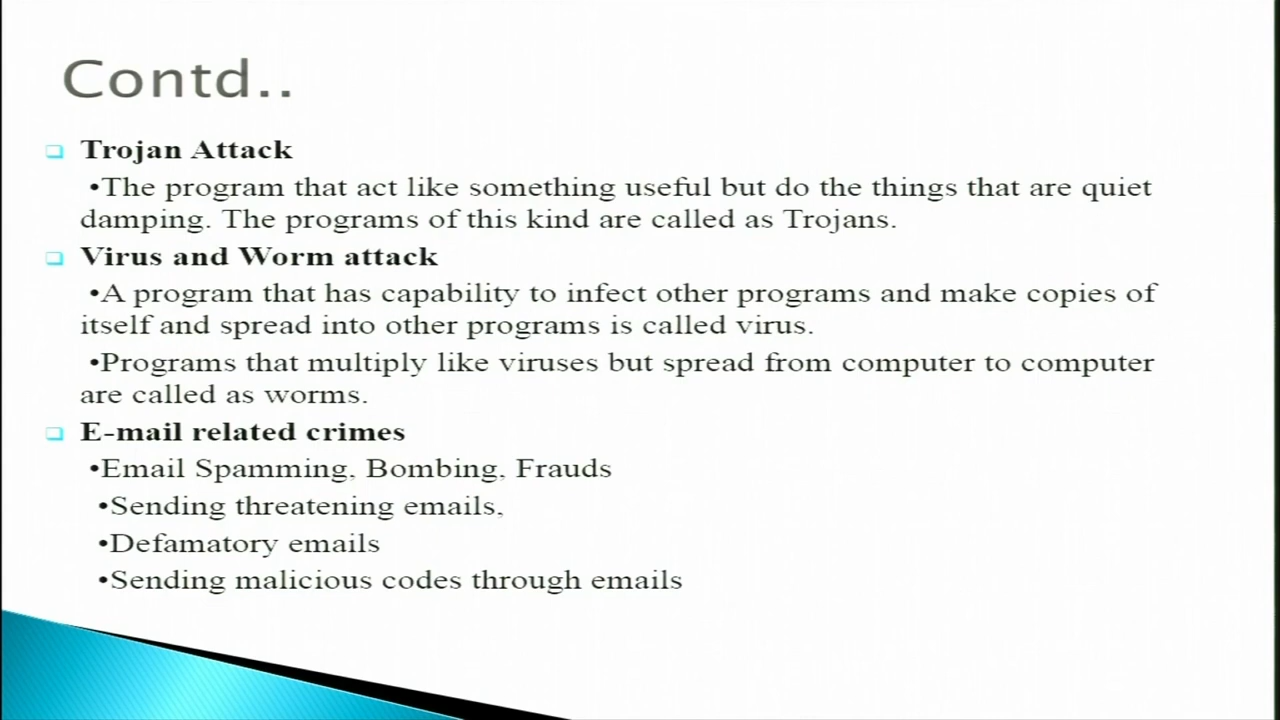 Contd..
Trojan Attack
•The program that act like something useful but do the things that are quiet
damping. The programs of this kind are called as Trojans.
Virus and Worm attack
•A program that has capability to infect other programs and make copies of
itself and spread into other programs is called virus.
•Programs that multiply like viruses but spread from computer to computer
are called as worms.
E-mail related crimes
•Email Spamming, Bombing, Frauds
•Sending threatening emails,
•Defamatory emails
•Sending malicious codes through emails